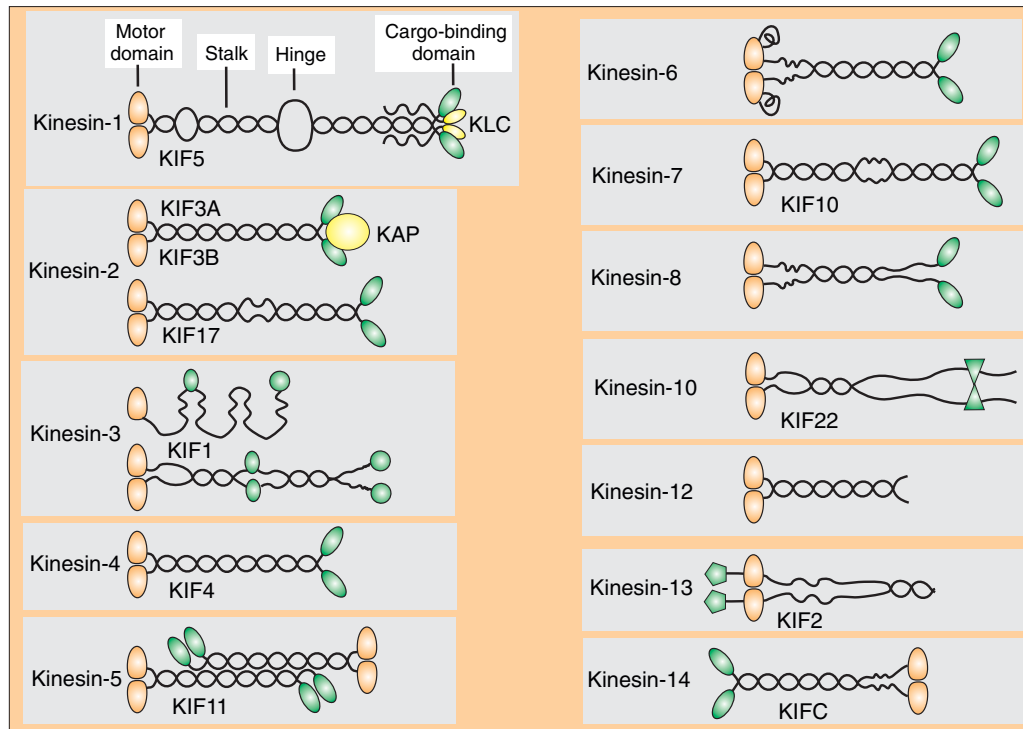 Motor
domain
Stalk
Hinge
Cargo-binding
domain
Kinesin-1
KIF5
KLC
Kinesin-2
KIF3A
KIF3B
KAP
KIF17
Kinesin-3
KIF1
Kinesin-4
KIF4
Kinesin-5
KIF11
Kinesin-6
Kinesin-7
KIF10
Kinesin-8
Kinesin-10
KIF22
Kinesin-12
Kinesin-13
KIF2
Kinesin-14
KIFC